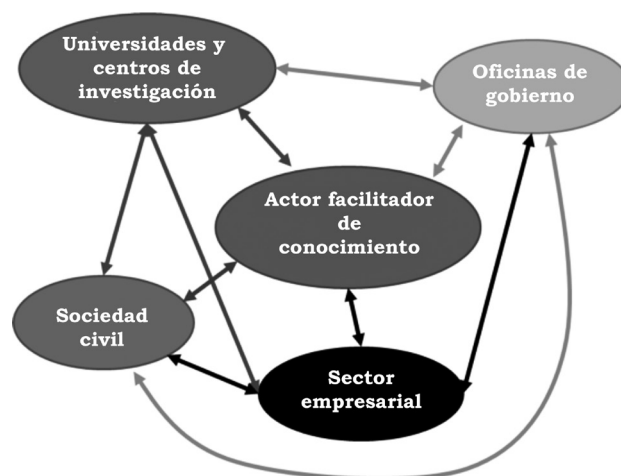 Universidades y
centros de
investigación
Oficinas de
gobierno
Actor facilitador
de
conocimiento
Sociedad
civil
Sector
empresarial